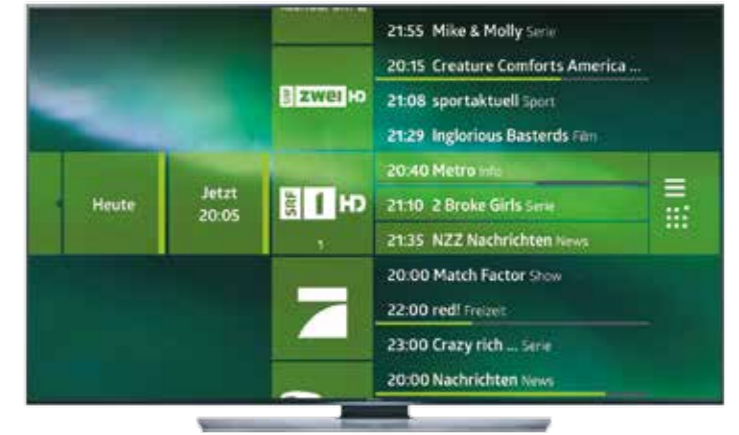 21:55 Mike & Molly Serie
20:15 Creature Comforts America ...
SRF zwei HD
21:08 sportaktuell Sport
21:29 Inglorious Basterds Film
20:40 Metro Info
Heute
Jetzt
20:05
SRF 1 HD
21:10 2 Broke Girls Serie
1
21:35 NZZ Nachrichten News
20:00 Match Factor Show
22:00 red! Freizeit
23:00 Crazy rich ... Serie
20:00 Nachrichten News